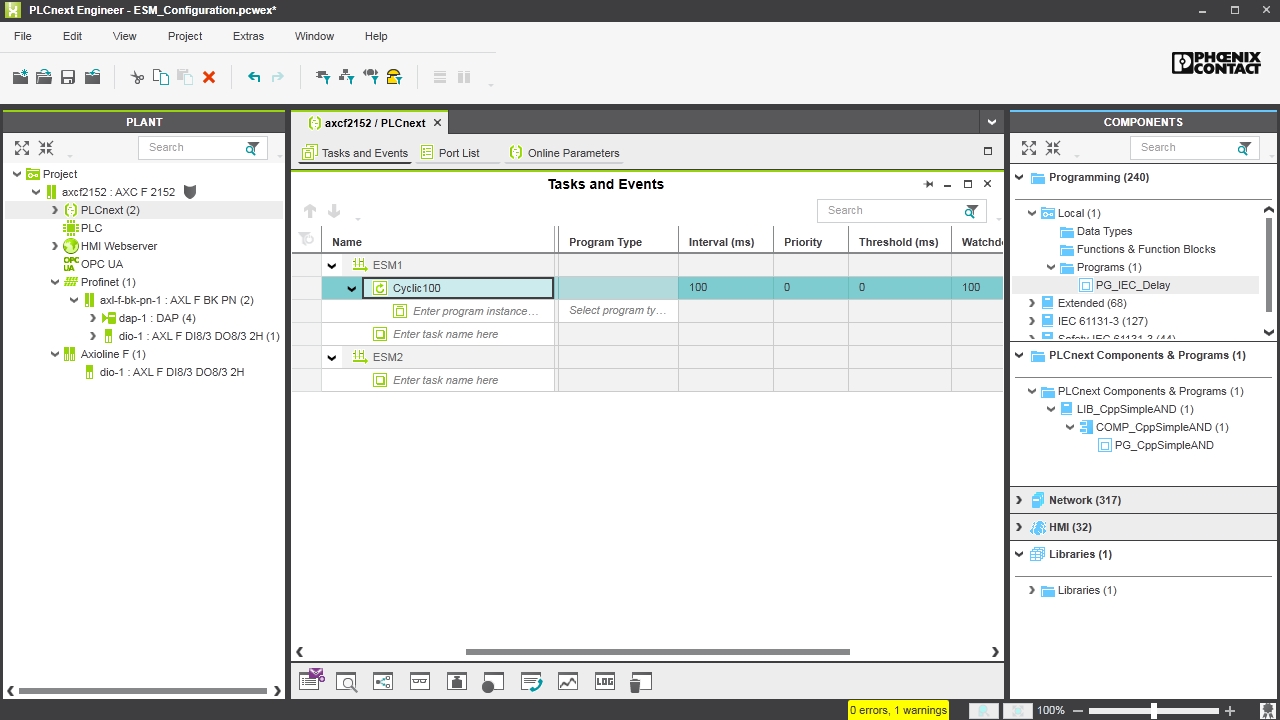 PLCnext Engineer - ESM_Configuration.pcwex*
File Edit View Project Extras Window Help
PHŒNIX
CONTACT
PLANT
Search
Project
axcf2152 : AXC F 2152
PLCnext (2)
PLC
HMI Webserver
OPC UA
OPC UA
Profinet (1)
axl-f-bk-pn-1 : AXL F BK PN (2)
dap-1 : DAP (4)
dio-1 : AXL F DI8/3 DO8/3 2H (1)
Axioline F (1)
dio-1 : AXL F DI8/3 DO8/3 2H
axcf2152 / PLCnext
Tasks and Events Port List Online Parameters
Tasks and Events
Search
Name Program Type Interval (ms) Priority Threshold (ms) Watchd
ESM1
Cyclic100 100 0 0 100
Enter program instance... Select program ty...
Enter task name here
ESM2
Enter task name here
LOG
COMPONENTS
Search
Programming (240)
Local (1)
Data Types
Functions & Function Blocks
Programs (1)
PG_IEC_Delay
Extended (68)
IEC 61131-3 (127)
Safety IEC 61131-3 (44)
PLCnext Components & Programs (1)
PLCnext Components & Programs (1)
LIB_CppSimpleAND (1)
COMP_CppSimpleAND (1)
PG_CppSimpleAND
Network (317)
HMI (32)
Libraries (1)
Libraries (1)
0 errors, 1 warnings
100%